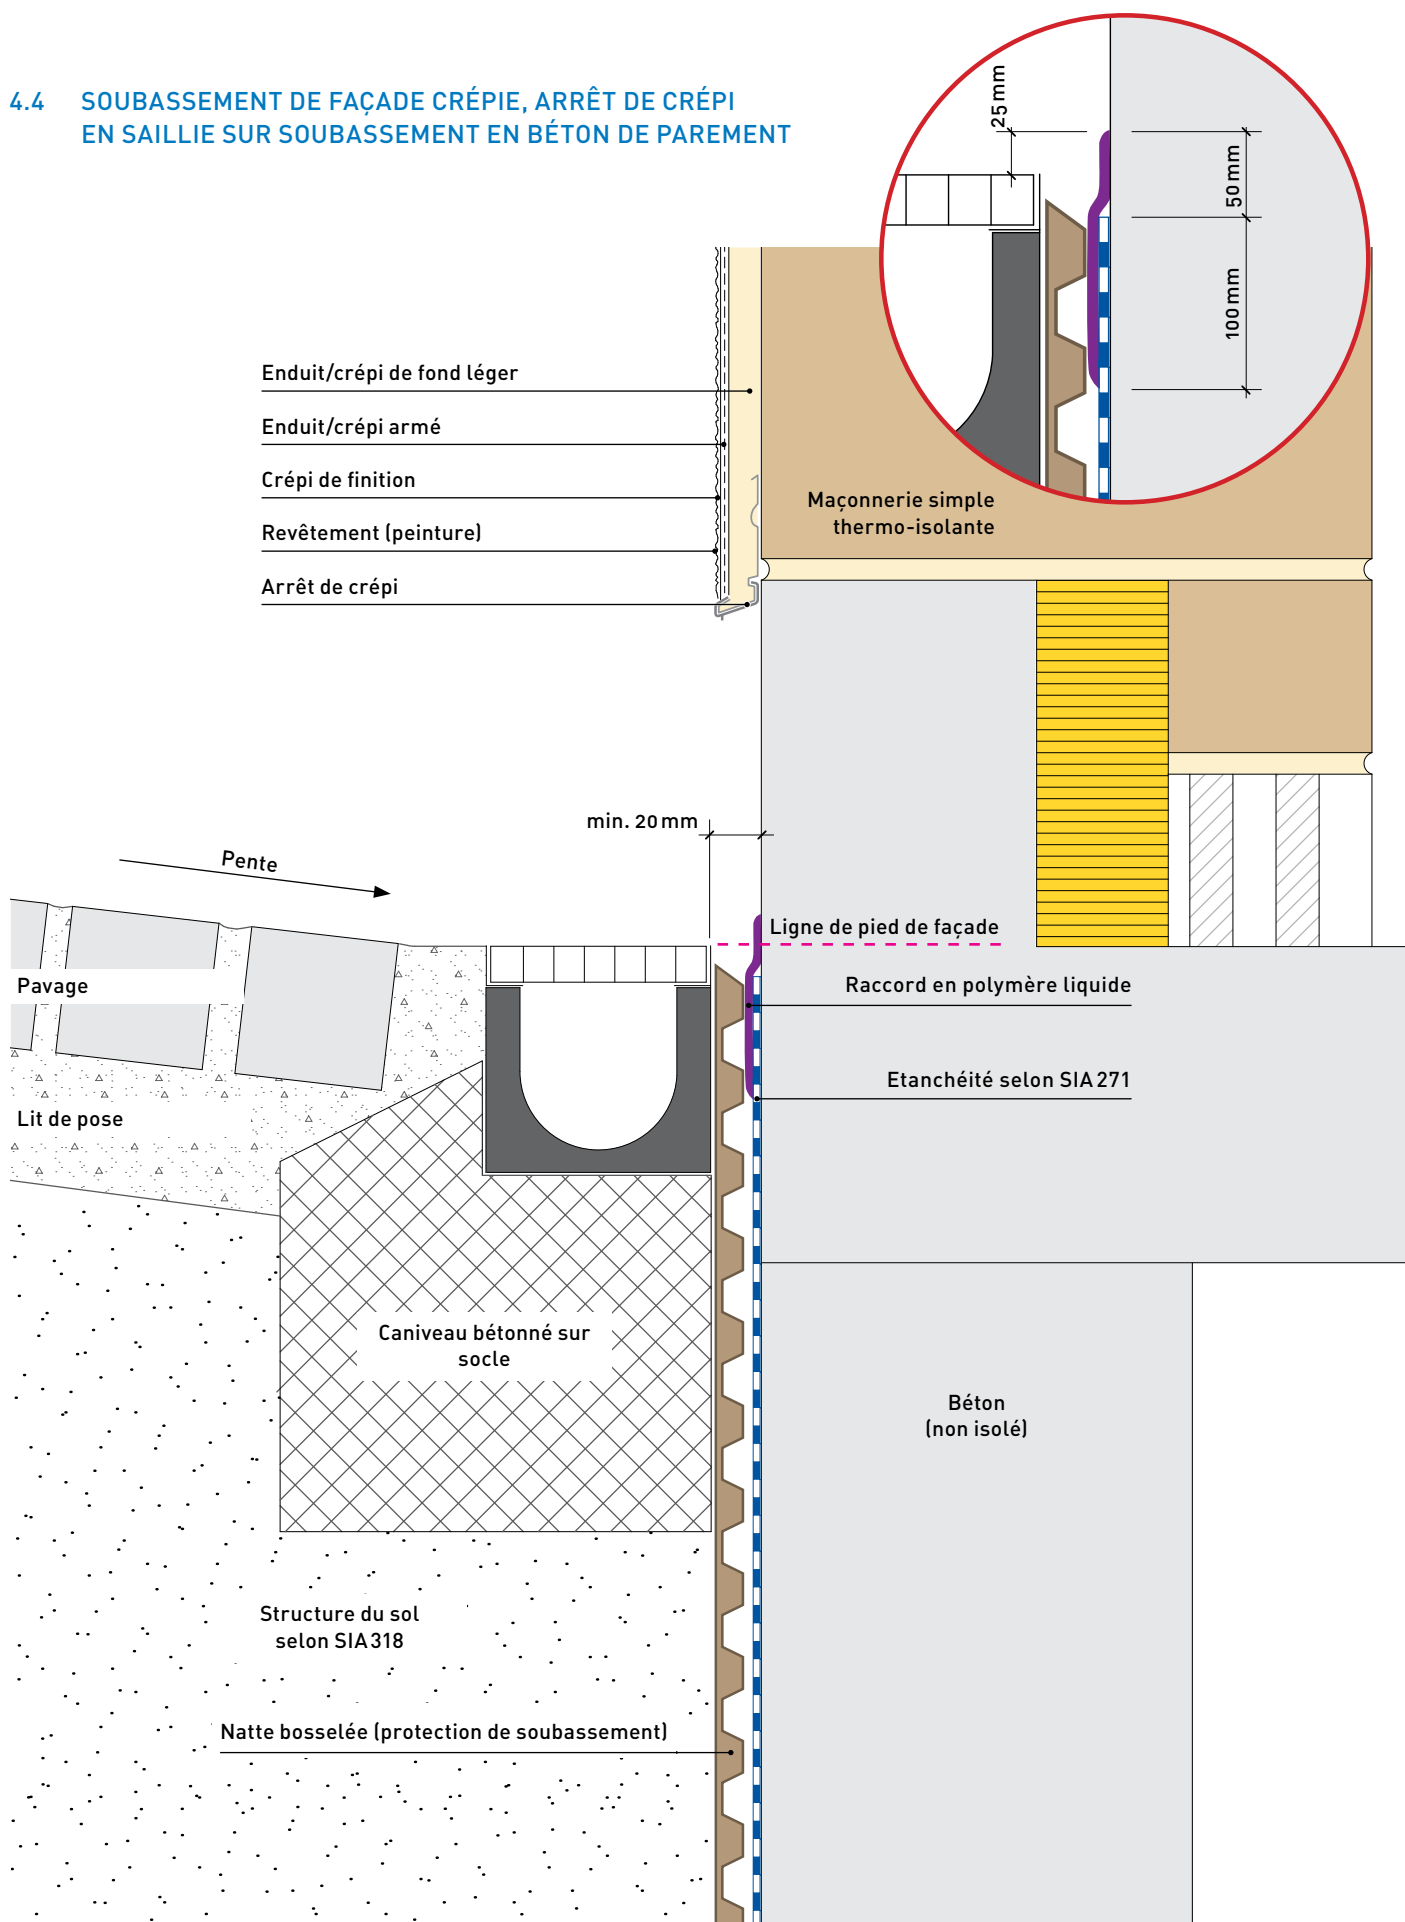 4.4 SOUBASSEMENT DE FAÇADE CRÉPIE, ARRÊT DE CRÉPI
EN SAILLIE SUR SOUBASSEMENT EN BÉTON DE PAREMENT
25 mm
50 mm
100 mm
Enduit/crépi de fond léger
Enduit/crépi armé
Crépi de finition
Revêtement (peinture)
Arrêt de crépi
Maçonnerie simple
thermo-isolante
min. 20 mm
Pente
Ligne de pied de façade
Pavage
Raccord en polymère liquide
Etanchéité selon SIA 271
Lit de pose
Caniveau bétonné sur
socle
Béton
(non isolé)
Structure du sol
selon SIA 318
Natte bosselée (protection de soubassement)